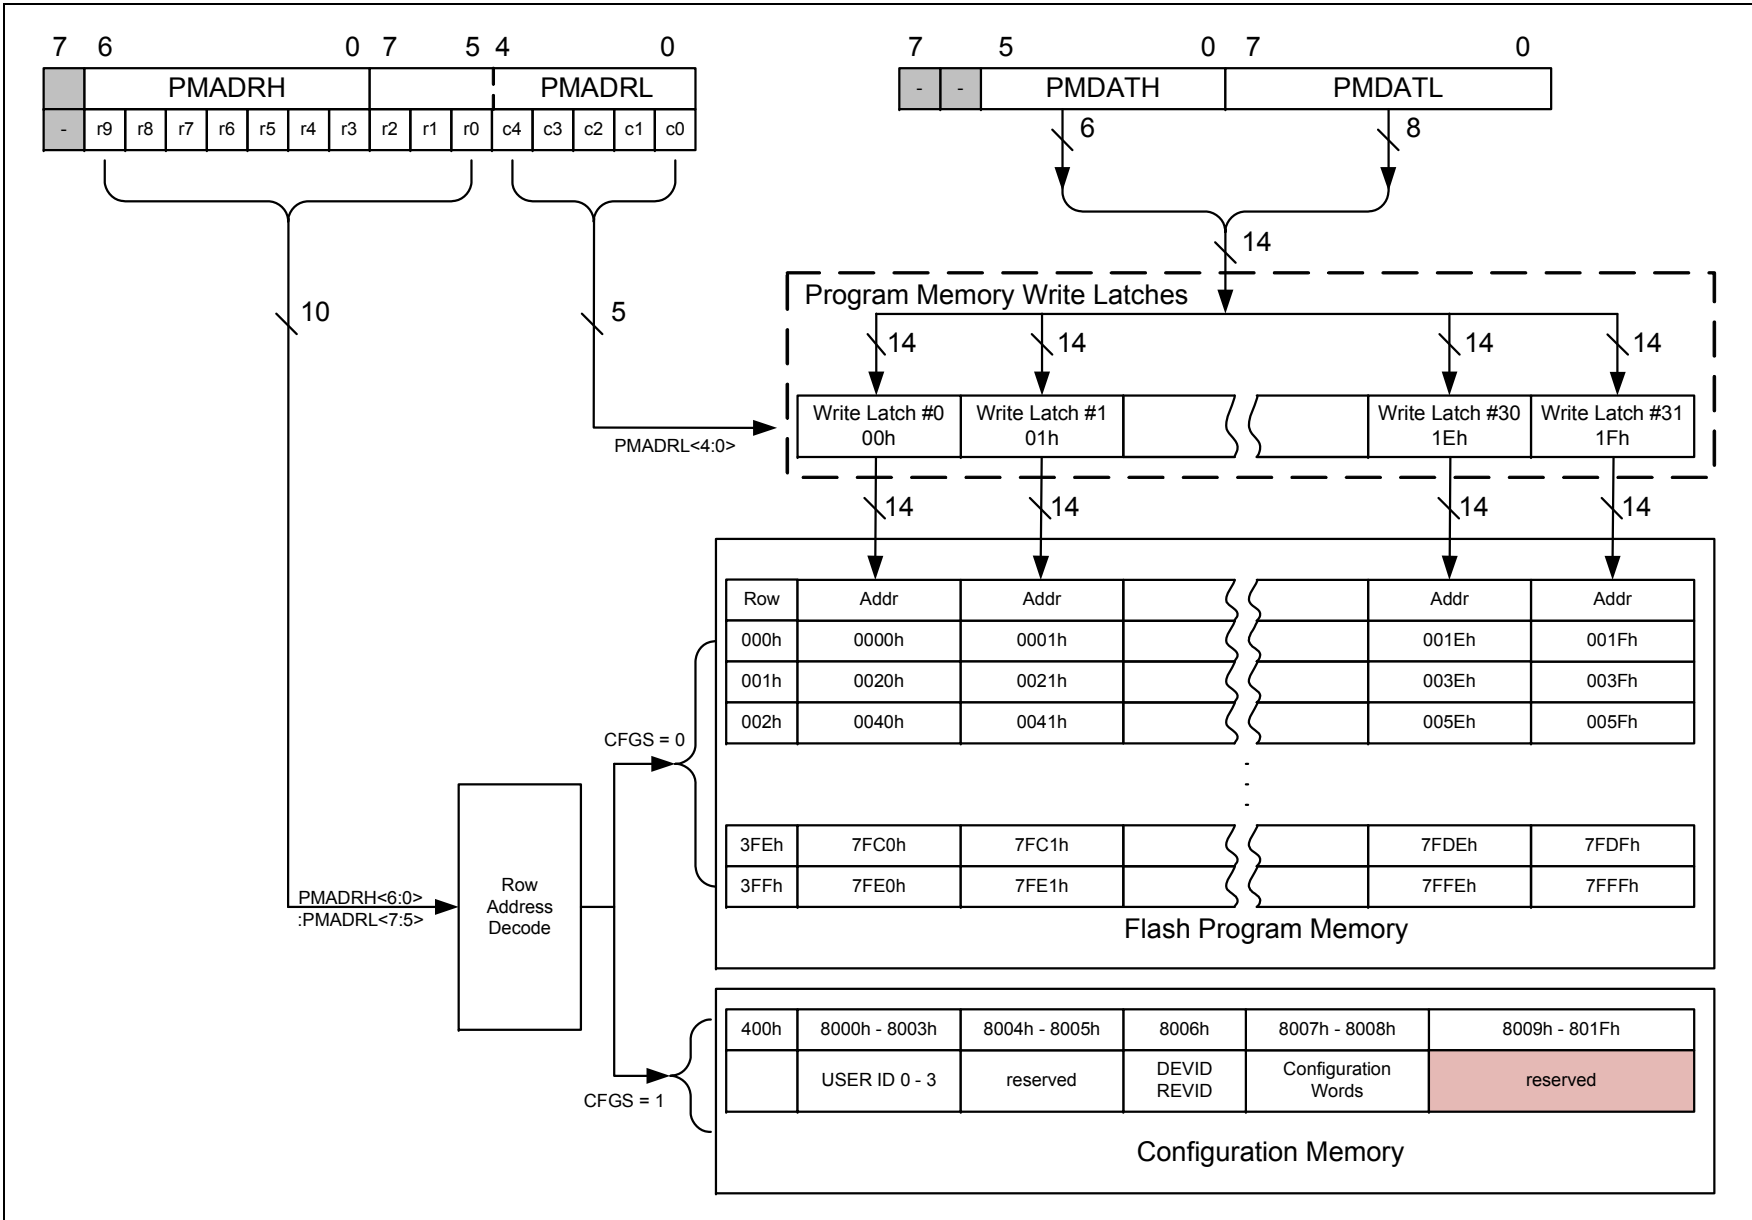 7 6 0 7 5 4 0
PMADRH PMADRL
- r9 r8 r7 r6 r5 r4 r3 r2 r1 r0 c4 c3 c2 c1 c0
7 5 0 7 0
- - PMDATH PMDATL
6 8
14
10 5
Program Memory Write Latches
14 14 14 14
Write Latch #0 Write Latch #1 Write Latch #30 Write Latch #31
00h 01h 1Eh 1Fh
PMADRL<4:0>
14 14 14 14
Row Addr Addr Addr Addr
000h 0000h 0001h 001Eh 001Fh
001h 0020h 0021h 003Eh 003Fh
002h 0040h 0041h 005Eh 005Fh
CFGS = 0
3FEh 7FC0h 7FC1h 7FDEh 7FDFh
3FFh 7FE0h 7FE1h 7FFEh 7FFFh
Flash Program Memory
PMADRH<6:0>
:PMADRL<7:5>
Row
Address
Decode
400h 8000h - 8003h 8004h - 8005h 8006h 8007h - 8008h 8009h - 801Fh
USER ID 0 - 3 reserved DEVID REVID Configuration Words reserved
CFGS = 1
Configuration Memory